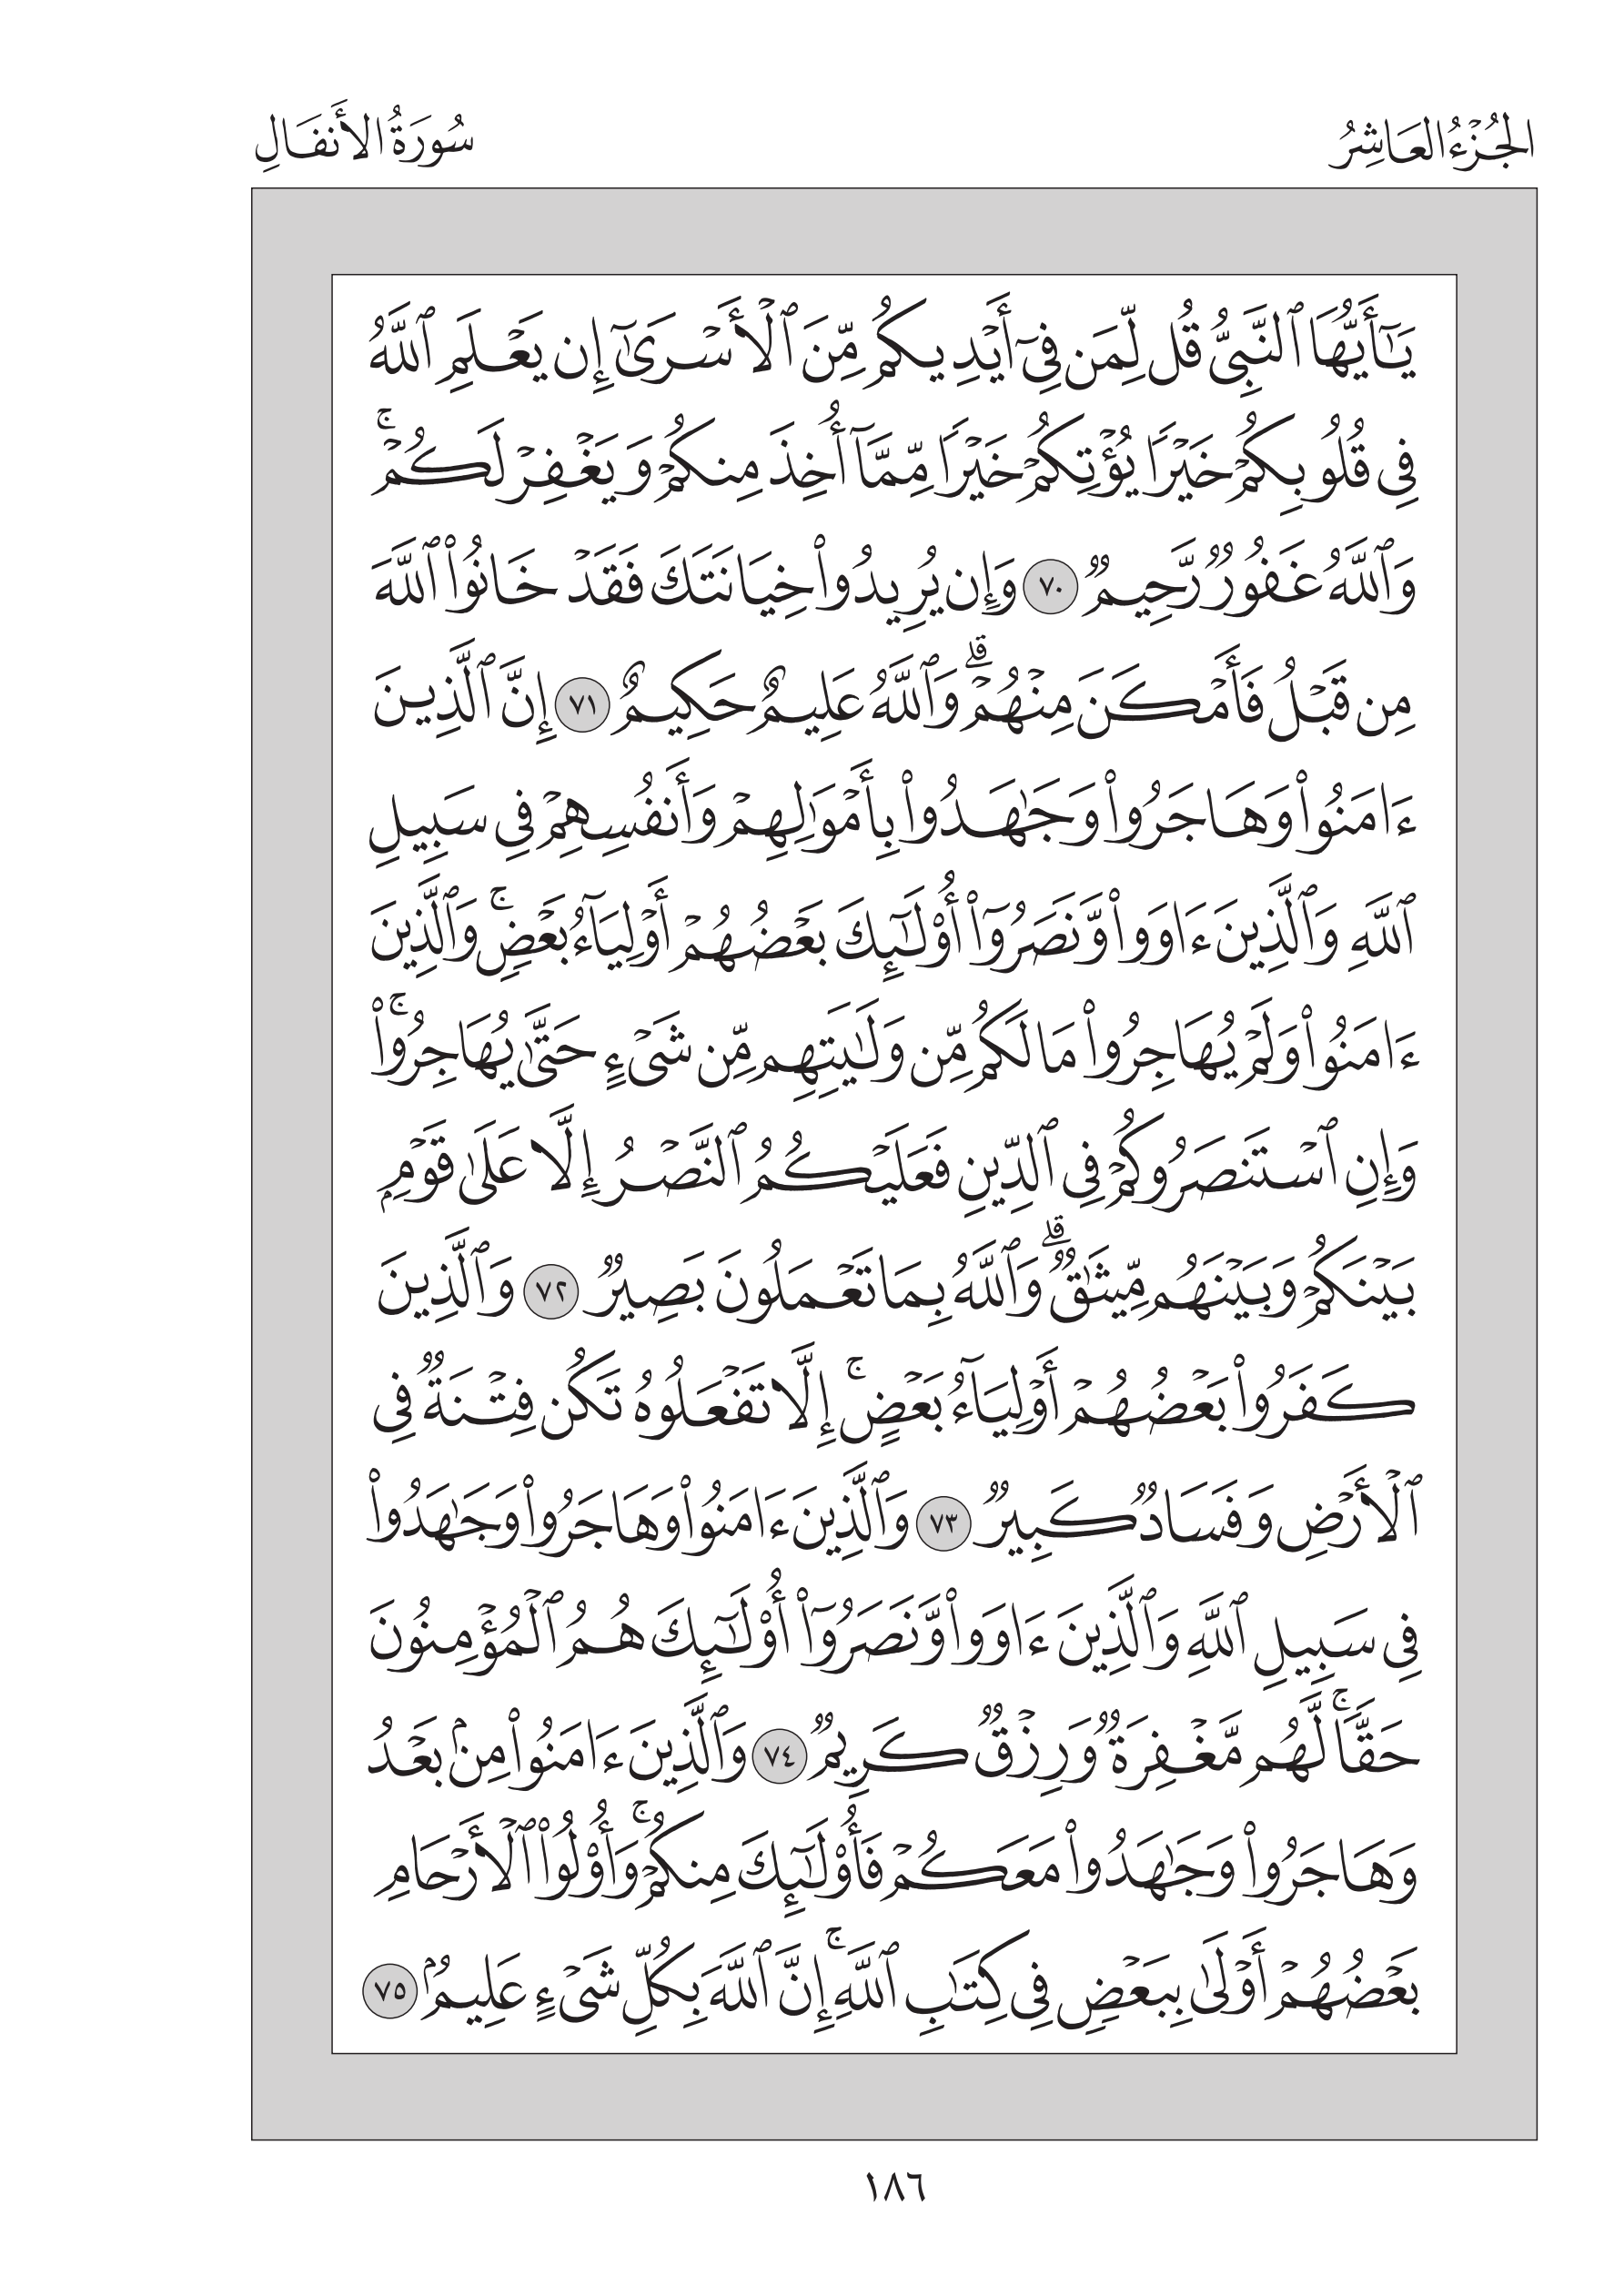 الجُزْءُ العَاشِرُ
سُورَةُ الأَنفَالِ
يَٰٓأَيُّهَا ٱلنَّبِيُّ قُل لِّمَن فِيٓ أَيۡدِيكُم مِّنَ ٱلۡأَسۡرَىٰٓ إِن يَعۡلَمِ ٱللَّهُ
فِي قُلُوبِكُمۡ خَيۡرٗا يُؤۡتِكُمۡ خَيۡرٗا مِّمَّآ أُخِذَ مِنكُمۡ وَيَغۡفِرۡ لَكُمۡۚ
وَٱللَّهُ غَفُورٞ رَّحِيمٞ ٧٠ وَإِن يُرِيدُواْ خِيَانَتَكَ فَقَدۡ خَانُواْ ٱللَّهَ
مِن قَبۡلُ فَأَمۡكَنَ مِنۡهُمۡۗ وَٱللَّهُ عَلِيمٌ حَكِيمٌ ٧١ إِنَّ ٱلَّذِينَ
ءَامَنُواْ وَهَاجَرُواْ وَجَٰهَدُواْ بِأَمۡوَٰلِهِمۡ وَأَنفُسِهِمۡ فِي سَبِيلِ
ٱللَّهِ وَٱلَّذِينَ ءَاوَواْ وَّنَصَرُوٓاْ أُوْلَٰٓئِكَ بَعۡضُهُمۡ أَوۡلِيَآءُ بَعۡضٖۚ وَٱلَّذِينَ
ءَامَنُواْ وَلَمۡ يُهَاجِرُواْ مَا لَكُم مِّن وَلَٰيَتِهِم مِّن شَيۡءٍ حَتَّىٰ يُهَاجِرُواْۚ
وَإِنِ ٱسۡتَنصَرُوكُمۡ فِي ٱلدِّينِ فَعَلَيۡكُمُ ٱلنَّصۡرُ إِلَّا عَلَىٰ قَوۡمِۭ
بَيۡنَكُمۡ وَبَيۡنَهُم مِّيثَٰقٞۗ وَٱللَّهُ بِمَا تَعۡمَلُونَ بَصِيرٞ ٧٢ وَٱلَّذِينَ
كَفَرُواْ بَعۡضُهُمۡ أَوۡلِيَآءُ بَعۡضٍۚ إِلَّا تَفۡعَلُوهُ تَكُن فِتۡنَةٞ فِي
ٱلۡأَرۡضِ وَفَسَادٞ كَبِيرٞ ٧٣ وَٱلَّذِينَ ءَامَنُواْ وَهَاجَرُواْ وَجَٰهَدُواْ
فِي سَبِيلِ ٱللَّهِ وَٱلَّذِينَ ءَاوَواْ وَّنَصَرُوٓاْ أُوْلَٰٓئِكَ هُمُ ٱلۡمُؤۡمِنُونَ
حَقّٗاۚ لَّهُم مَّغۡفِرَةٞ وَرِزۡقٞ كَرِيمٞ ٧٤ وَٱلَّذِينَ ءَامَنُواْ مِنۢ بَعۡدُ
وَهَاجَرُواْ وَجَٰهَدُواْ مَعَكُمۡ فَأُوْلَٰٓئِكَ مِنكُمۡۚ وَأُوْلُواْ ٱلۡأَرۡحَامِ
بَعۡضُهُمۡ أَوۡلَىٰ بِبَعۡضٖ فِي كِتَٰبِ ٱللَّهِۚ إِنَّ ٱللَّهَ بِكُلِّ شَيۡءٍ عَلِيمُۢ ٧٥
١٨٦